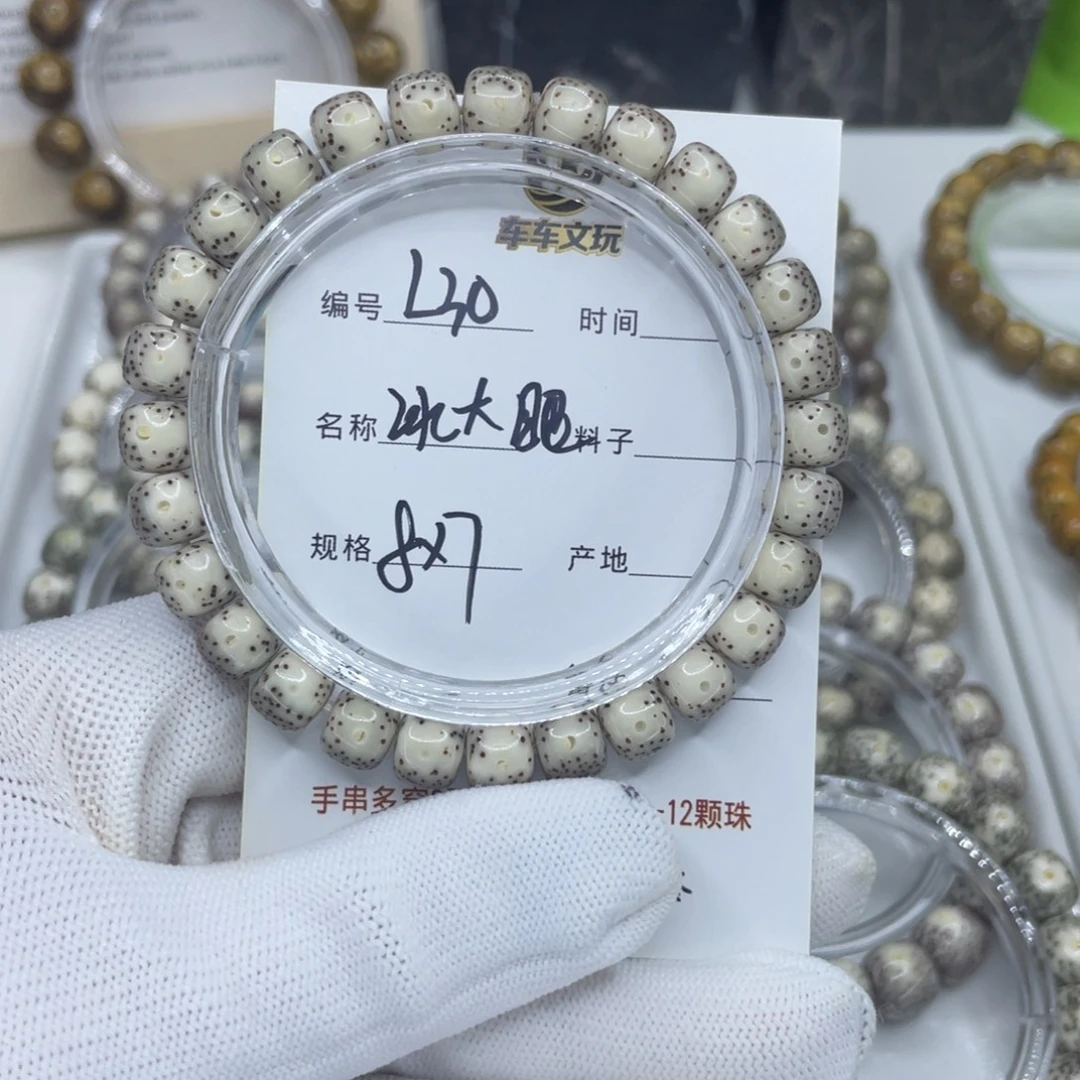 车车文玩
编号 L20 时间
名称 冰大眼 料子
规格 8x7 产地
手串多
-12颗珠